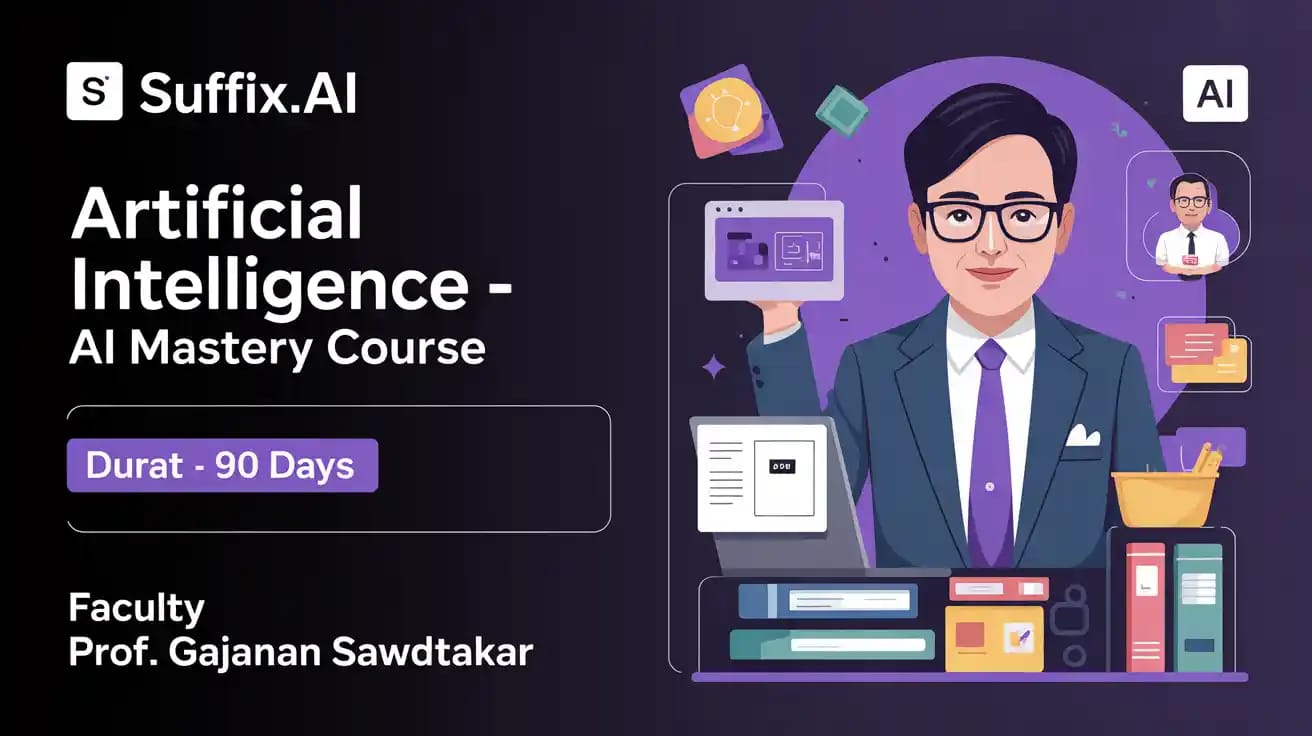 S
Suffix.AI
AI
Artificial
Intelligence -
AI Mastery Course
Durat - 90 Days
Faculty
Prof. Gajanan Sawdtakar